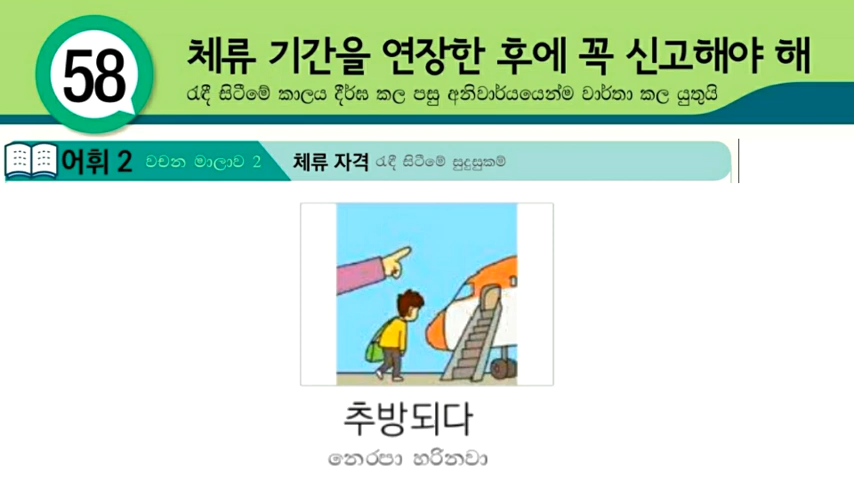 58
체류 기간을 연장한 후에 꼭 신고해야 해
රැඳී සිටීමේ කාලය දීර්ඝ කල පසු අනිවාර්යයෙන්ම වාර්තා කල යුතුයි
어휘 2 වචන මාලාව 2 체류 자격 රැඳී සිටීමේ සුදුසුකම්
추방되다
නෙරපා හරිනවා